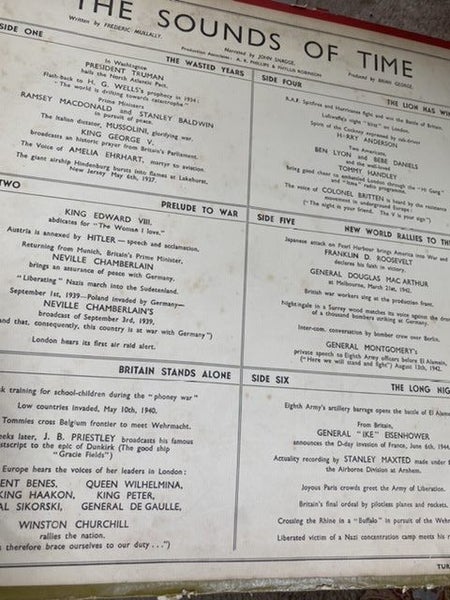 THE SOUNDS OF TIME
Written by FREDERIC MULLALLY.
Narrated by JOHN SNAGGE.
Produced by BRIAN GEORGE.
Production Associates: A. R. PHILLIPS & PHYLLIS ROBINSON
SIDE ONE
THE WASTED YEARS
In Washington
PRESIDENT TRUMAN
hails the North Atlantic Pact.
Flash-back to H. G. WELLS's prophecy in 1934:
"The world is drifting towards catastrophe."
Prime Ministers
RAMSEY MACDONALD and STANLEY BALDWIN
in pursuit of peace.
The Italian dictator, MUSSOLINI, glorifying war.
KING GEORGE V.
broadcasts an historic prayer from Britain's Parliament.
The Voice of AMELIA EHRHART, martyr to aviation.
The giant airship Hindenburg bursts into flames at Lakehurst,
New Jersey May 6th, 1937.
TWO
PRELUDE TO WAR
KING EDWARD VIII.
abdicates for "The Woman I love."
Austria is annexed by HITLER—speech and acclamation.
Returning from Munich, Britain's Prime Minister,
NEVILLE CHAMBERLAIN
brings an assurance of peace with Germany.
"Liberating" Nazis march into the Sudetenland.
September 1st, 1939—Poland invaded by Germany—
NEVILLE CHAMBERLAIN'S
broadcast of September 3rd, 1939,
and that, consequently, this country is at war with Germany")
London hears its first air raid alert.
BRITAIN STANDS ALONE
training for school-children during the "phoney war"
Low countries invaded, May 10th, 1940.
Tommies cross Belgium frontier to meet Wehrmacht.
eeks later, J. B. PRIESTLEY broadcasts his famous
stscript to the epic of Dunkirk (The good ship
"Gracie Fields")
Europe hears the voices of her leaders in London:
ENT BENES, QUEEN WILHELMINA,
KING HAAKON, KING PETER,
AL SIKORSKI, GENERAL DE GAULLE,
WINSTON CHURCHILL
rallies the nation.
s therefore brace ourselves to our duty . . .")
SIDE FOUR
THE LION HAS WIN
R.A.F. Spitfires and Hurricanes fight and win the Battle of Britain.
Luftwaffe's night "blitz" on London.
Spirit of the Cockney expressed by cab-driver
HARRY ANDERSON
Two Americans,
BEN LYON and BEBE DANIELS
and the well-loved
TOMMY HANDLEY
bring good cheer to embattled London through the "Hi Gang"
and radio programmes.
The voice of COLONEL BRITTON is heard by the resistance
movement in underground Europe:
("The night is your friend. The V is your sign")
SIDE FIVE
NEW WORLD RALLIES TO TH
Japanese attack on Pearl Harbour brings America into War and
FRANKLIN D. ROOSEVELT
declares his faith in victory.
GENERAL DOUGLAS MAC ARTHUR
at Melbourne, March 21st, 1942.
British war workers sing at the production front.
Nightingale in a Surrey wood matches its voice against the drone
of a thousand bombers striking at Germany.
Inter-com. conversation by bomber crew over Berlin.
GENERAL MONTGOMERY's
private speech to Eighth Army officers before El Alamein,
("Here we will stand and fight") August 13th, 1942.
SIDE SIX
THE LONG NIG
Eighth Army's artillery barrage opens the battle of El Alam
From Britain,
GENERAL "IKE" EISENHOWER
announces the D-day invasion of France, June 6th, 1944.
Actuality recording by STANLEY MAXTED made under
the Airborne Division at Arnhem.
Joyous Paris crowds greet the Army of Liberation.
Britain's final ordeal by pilotless planes and rockets.
Crossing the Rhine in a "Buffalo" in pursuit of the Wehrm
Liberated victim of a Nazi concentration camp meets his r
TUR